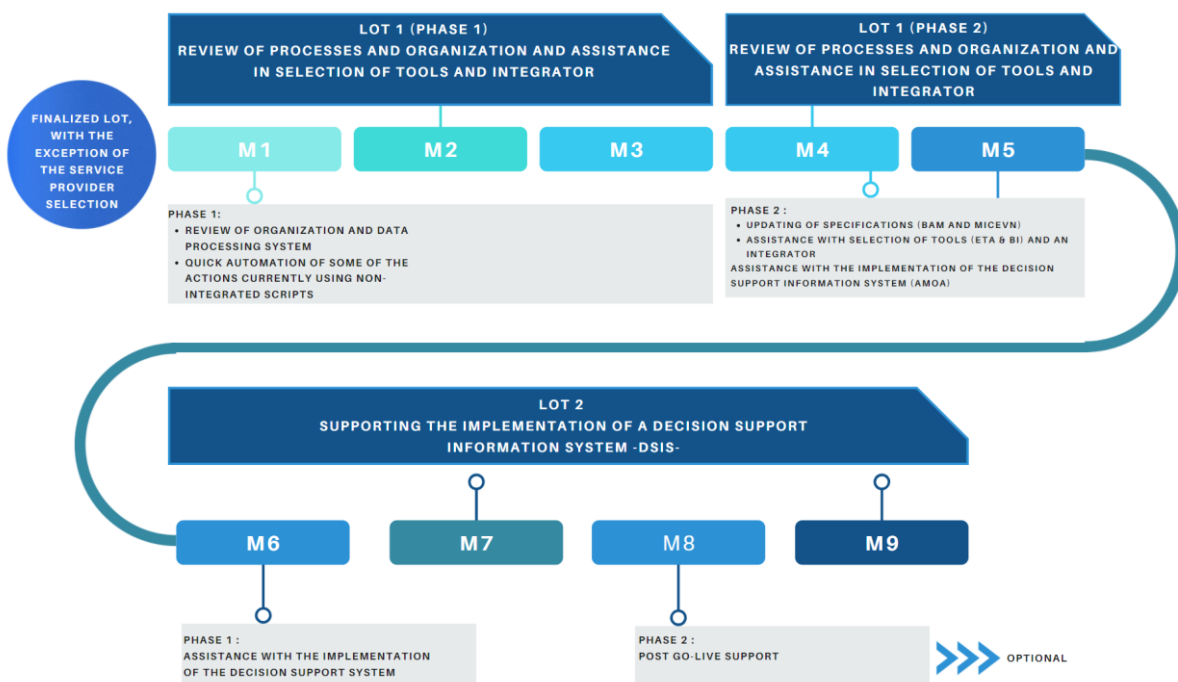 LOT 1 (PHASE 1)
REVIEW OF PROCESSES AND ORGANIZATION AND ASSISTANCE
IN SELECTION OF TOOLS AND INTEGRATOR
LOT 1 (PHASE 2)
REVIEW OF PROCESSES AND ORGANIZATION AND
ASSISTANCE IN SELECTION OF TOOLS AND
INTEGRATOR
FINALIZED LOT,
WITH THE
EXCEPTION OF
THE SERVICE
PROVIDER
SELECTION
M1
M2
M3
M4
M5
PHASE 1:
• REVIEW OF ORGANIZATION AND DATA
PROCESSING SYSTEM
• QUICK AUTOMATION OF SOME OF THE
ACTIONS CURRENTLY USING NON-
INTEGRATED SCRIPTS
PHASE 2 :
• UPDATING OF SPECIFICATIONS (BAM AND MICEVN)
• ASSISTANCE WITH SELECTION OF TOOLS (ETA & BI) AND AN
INTEGRATOR
ASSISTANCE WITH THE IMPLEMENTATION OF THE DECISION
SUPPORT INFORMATION SYSTEM (AMOA)
LOT 2
SUPPORTING THE IMPLEMENTATION OF A DECISION SUPPORT
INFORMATION SYSTEM -DSIS-
M6
M7
M8
M9
PHASE 1 :
ASSISTANCE WITH THE IMPLEMENTATION
OF THE DECISION SUPPORT SYSTEM
PHASE 2 :
POST GO-LIVE SUPPORT
OPTIONAL